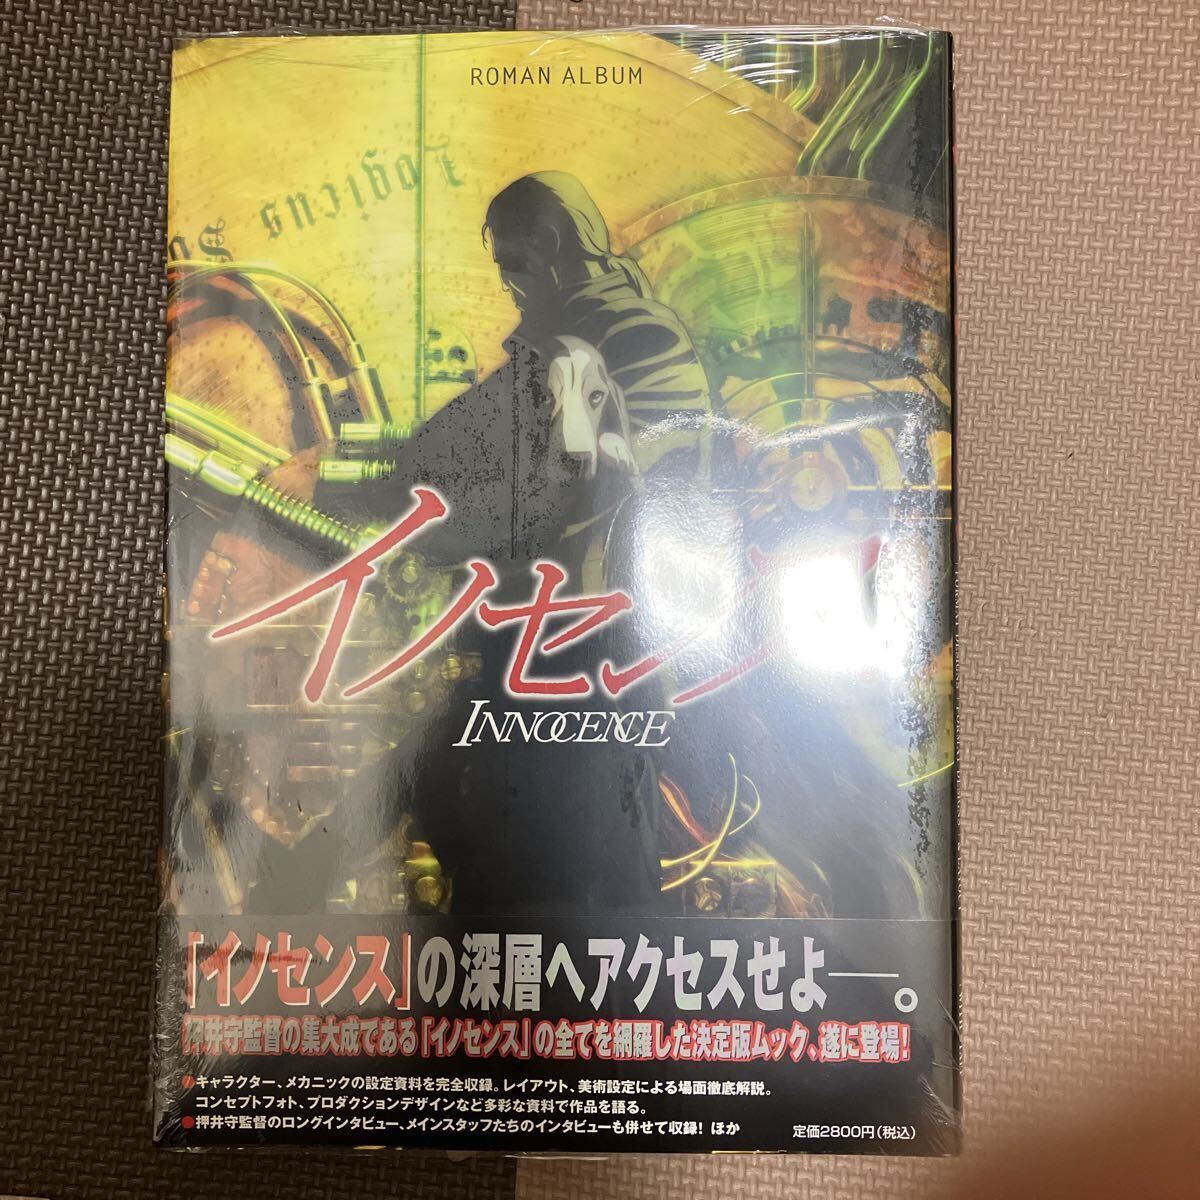 ROMAN ALBUM
Logicus
イノセンス
INNOCENCE
「イノセンス」の深層へアクセスせよ──。
押井守監督の集大成である「イノセンス」の全てを網羅した決定版ムック、遂に登場!
●キャラクター、メカニックの設定資料を完全収録。レイアウト、美術設定による場面徹底解説。
コンセプトフォト、プロダクションデザインなど多彩な資料で作品を語る。
●押井守監督のロングインタビュー、メインスタッフたちのインタビューも併せて収録! ほか
定価2800円(税込)